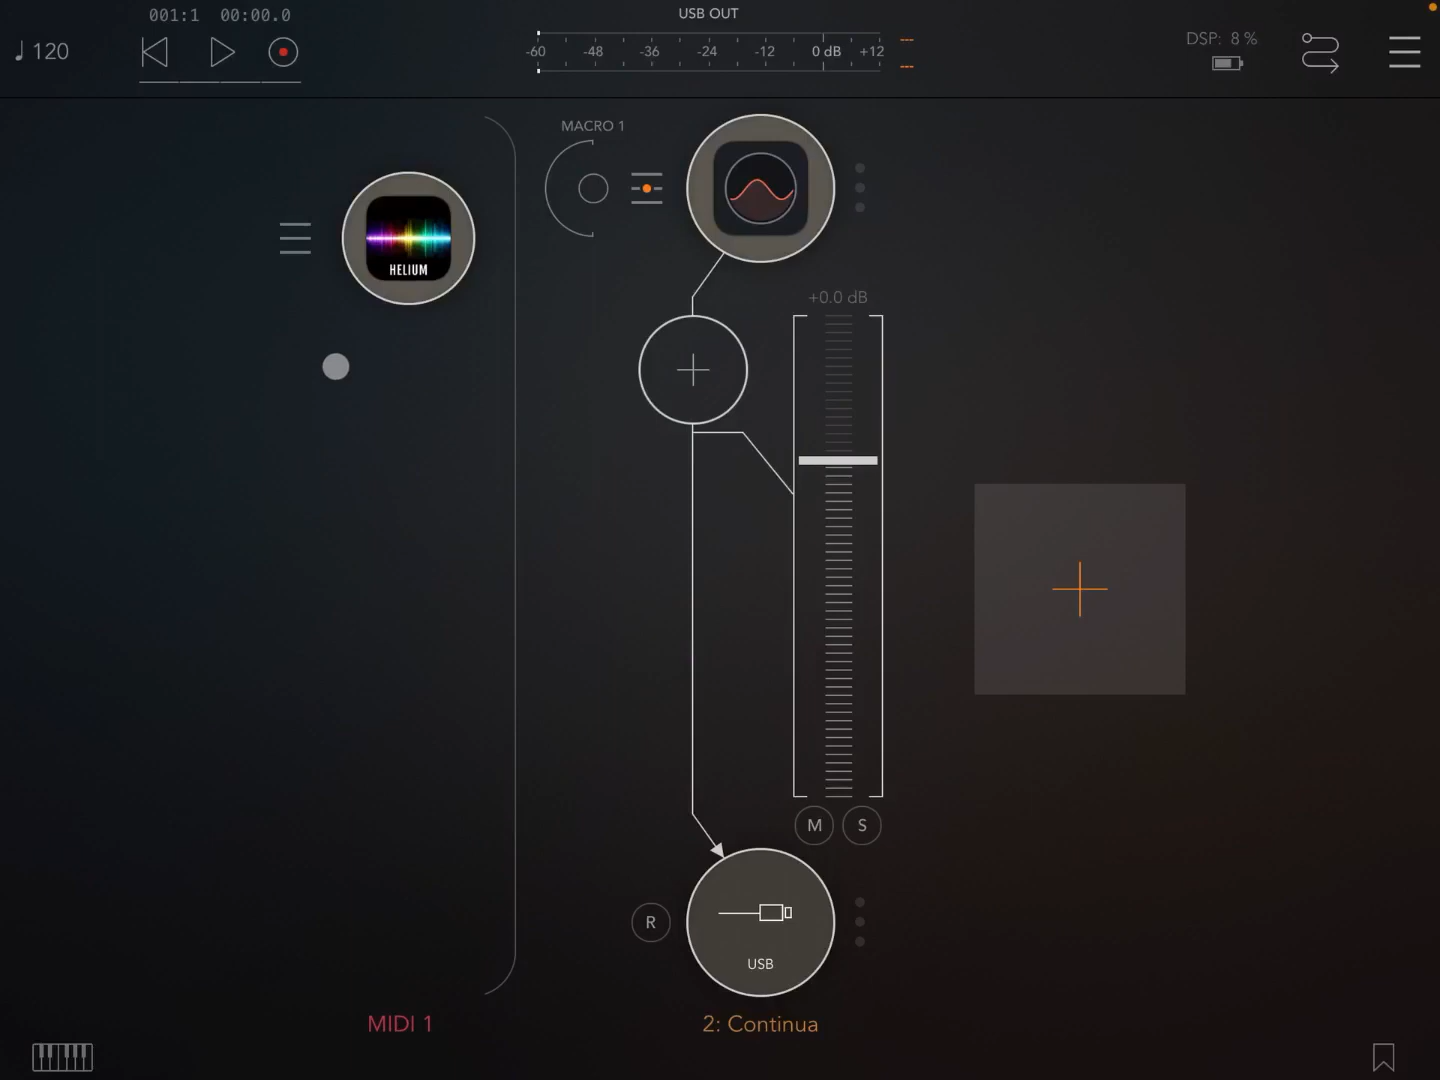 001:1 00:00.0
♩ 120
USB OUT
-60 -48 -36 -24 -12 0 dB +12
---
---
DSP: 8 %
MACRO 1
HELIUM
+0.0 dB
M S
R
USB
MIDI 1
2: Continua